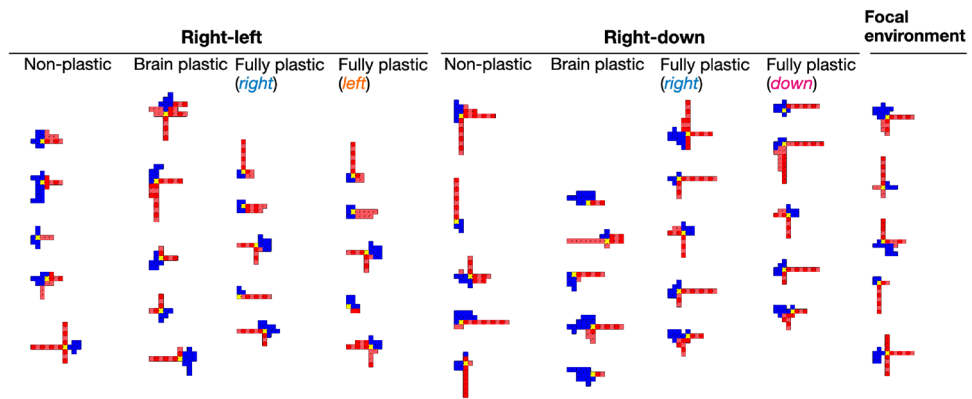 Focal
environment
Right-left
Right-down
Non-plastic Brain plastic Fully plastic Fully plastic Non-plastic Brain plastic Fully plastic Fully plastic
(right) (left) (right) (down)